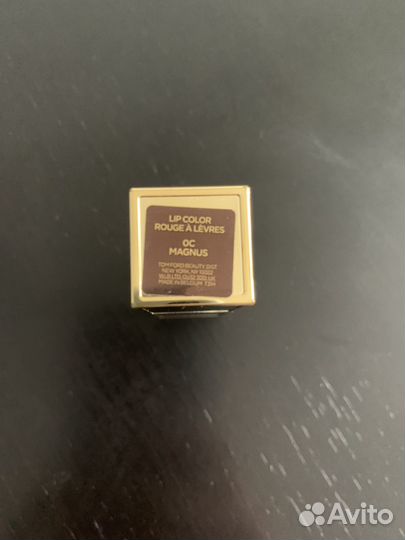 LIP COLOR
ROUGE À LÈVRES
0C
MAGNUS
TOM FORD BEAUTY DIST
NEW YORK, NY 10022
MADE IN BELGIUM
Avito